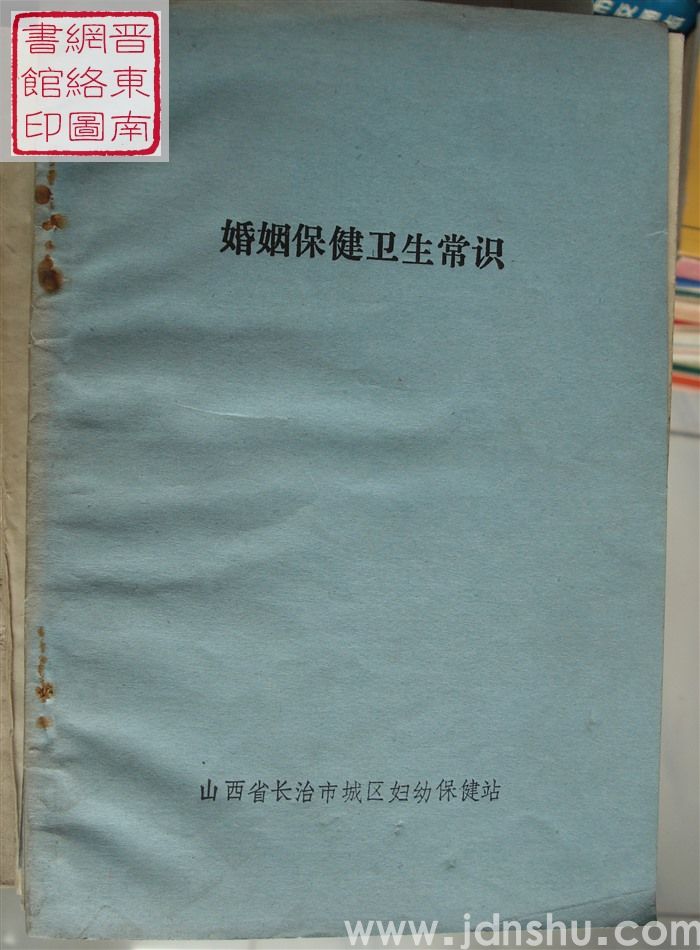 晋東南
網絡圖
書館印
婚姻保健卫生常识
山西省长治市城区妇幼保健站
www.jdnshu.com